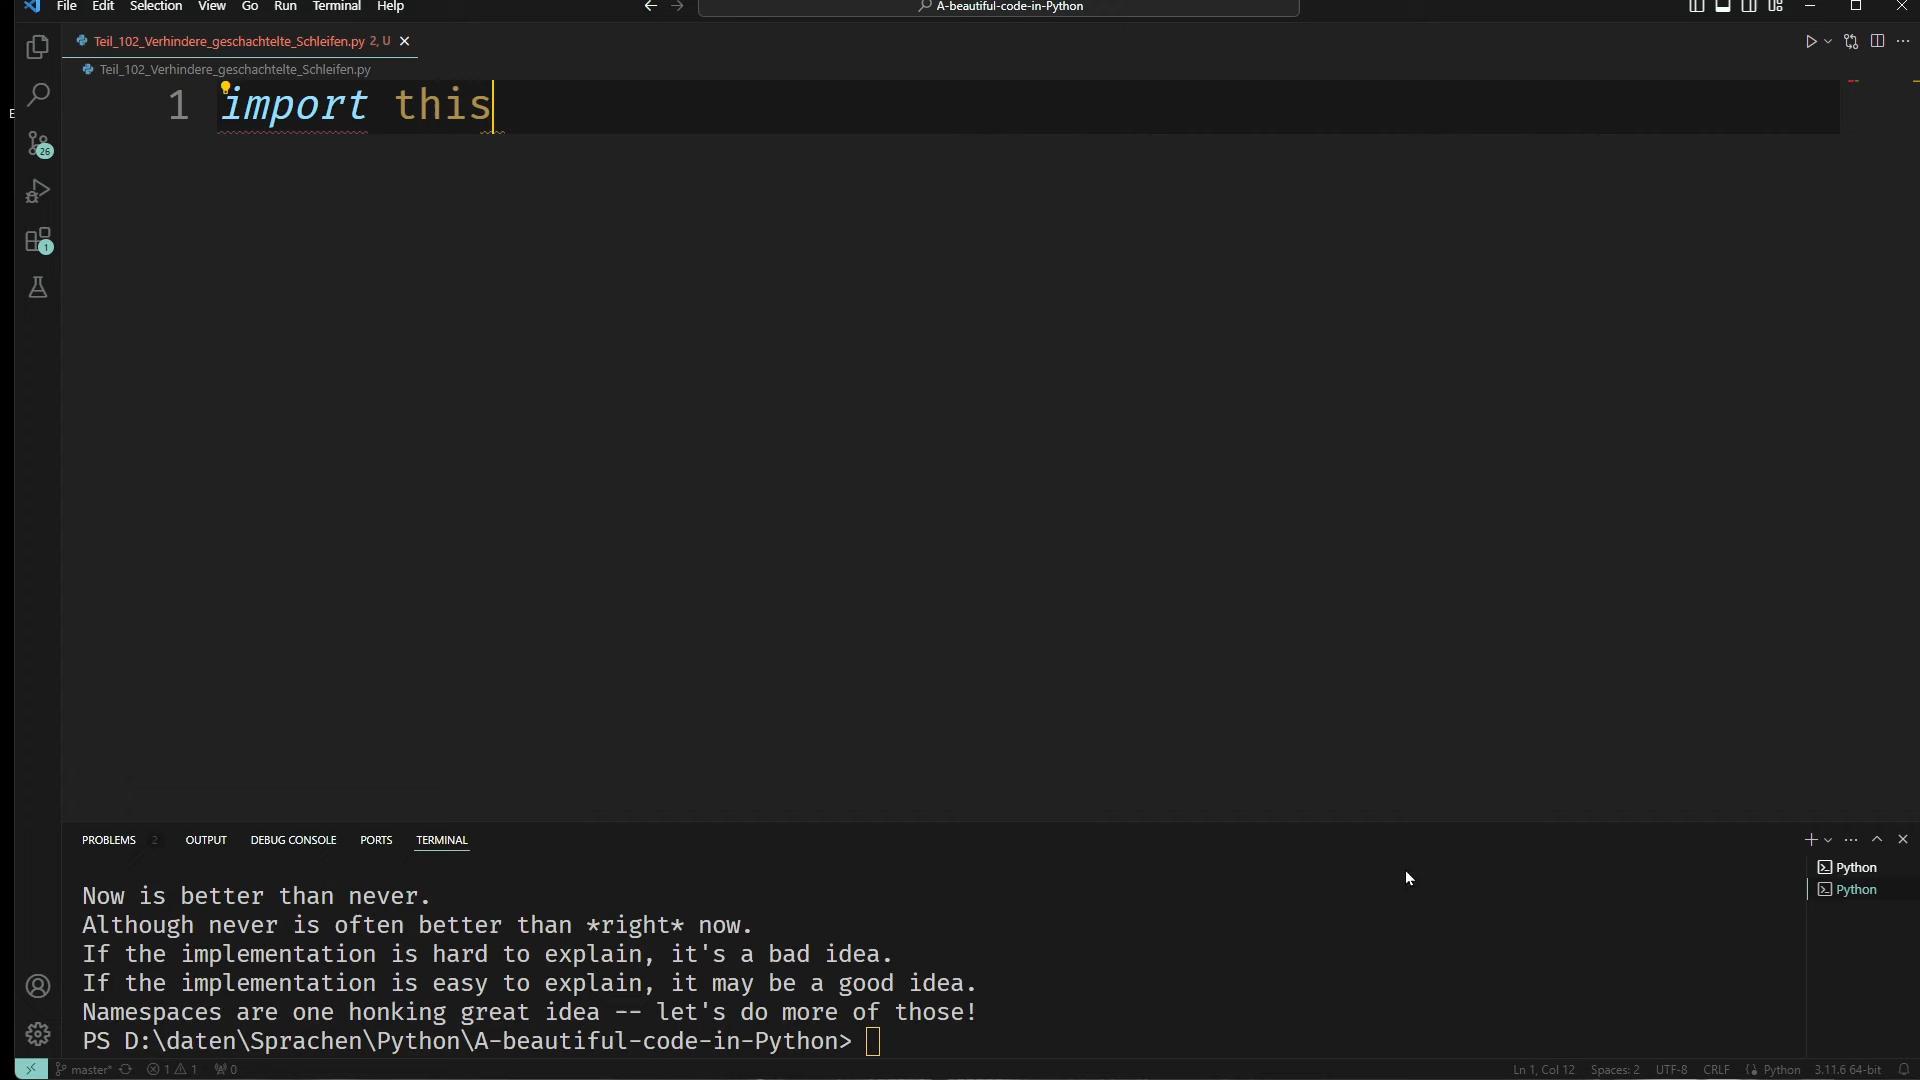 File Edit Selection View Go Run Terminal Help
A-beautiful-code-in-Python
Teil_102_Verhindere_geschachtelte_Schleifen.py 2, U
Teil_102_Verhindere_geschachtelte_Schleifen.py
1 import this
E
26
1
PROBLEMS 2 OUTPUT DEBUG CONSOLE PORTS TERMINAL
Python
Python
Now is better than never.
Although never is often better than *right* now.
If the implementation is hard to explain, it's a bad idea.
If the implementation is easy to explain, it may be a good idea.
Namespaces are one honking great idea -- let's do more of those!
PS D:\daten\Sprachen\Python\A-beautiful-code-in-Python>
master* 1 1 0 Ln 1, Col 12 Spaces: 2 UTF-8 CRLF Python 3.11.6 64-bit